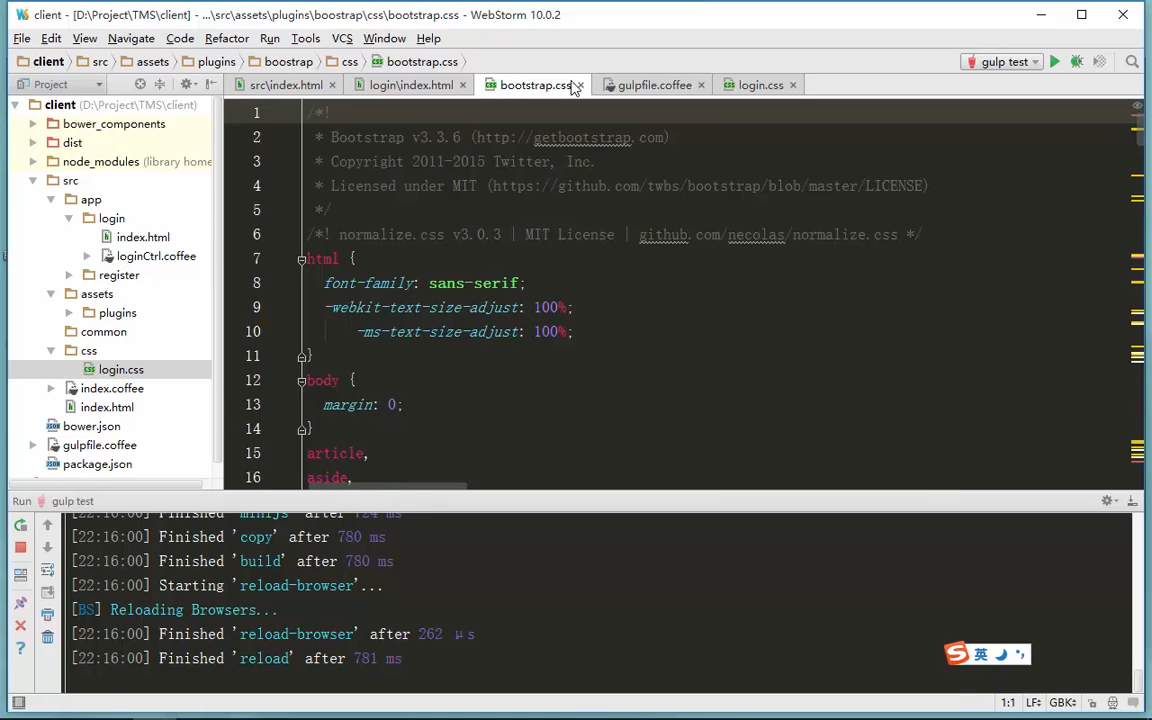 client - [D:\Project\TMS\client] - ...\src\assets\plugins\boostrap\css\bootstrap.css - WebStorm 10.0.2
File Edit View Navigate Code Refactor Run Tools VCS Window Help
client src assets plugins boostrap css bootstrap.css gulp test
Project src\index.html login\index.html bootstrap.css gulpfile.coffee login.css
client (D:\Project\TMS\client)
bower_components
dist
node_modules (library home
src
app
login
index.html
loginCtrl.coffee
register
assets
plugins
common
css
login.css
index.coffee
index.html
bower.json
gulpfile.coffee
package.json
1 /*!
2 * Bootstrap v3.3.6 (http://getbootstrap.com)
3 * Copyright 2011-2015 Twitter, Inc.
4 * Licensed under MIT (https://github.com/twbs/bootstrap/blob/master/LICENSE)
5 */
6 /*! normalize.css v3.0.3 | MIT License | github.com/necolas/normalize.css */
7 html {
8 font-family: sans-serif;
9 -webkit-text-size-adjust: 100%;
10 -ms-text-size-adjust: 100%;
11 }
12 body {
13 margin: 0;
14 }
15 article,
16 aside,
Run gulp test
[22:16:00] Finished 'minijs' after 724 ms
[22:16:00] Finished 'copy' after 780 ms
[22:16:00] Finished 'build' after 780 ms
[22:16:00] Starting 'reload-browser'...
[BS] Reloading Browsers...
[22:16:00] Finished 'reload-browser' after 262 μs
[22:16:00] Finished 'reload' after 781 ms
英
1:1 LF÷ GBK÷